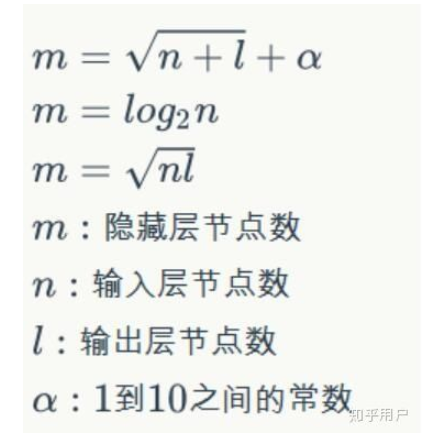 m = √(n + l) + α
m = log₂n
m = √(nl)
m：隐藏层节点数
n：输入层节点数
l：输出层节点数
α：1到10之间的常数
知乎用户